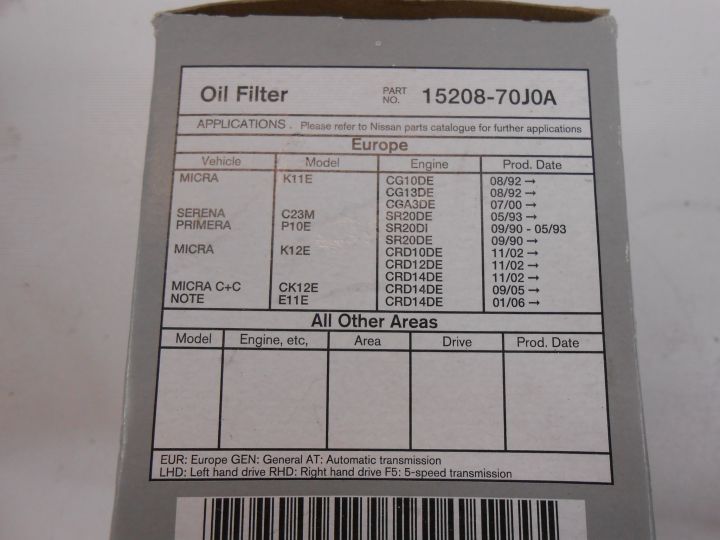 Oil Filter PART NO. 15208-70J0A
APPLICATIONS . Please refer to Nissan parts catalogue for further applications
Europe
Vehicle Model Engine Prod. Date
MICRA K11E CG10DE 08/92 →
CG13DE 08/92 →
CGA3DE 07/00 →
SERENA C23M SR20DE 05/93 →
PRIMERA P10E SR20DI 09/90 - 05/93
SR20DE 09/90 →
MICRA K12E CRD10DE 11/02 →
CRD12DE 11/02 →
CRD14DE 11/02 →
MICRA C+C CK12E CRD14DE 09/05 →
NOTE E11E CRD14DE 01/06 →
All Other Areas
Model Engine, etc, Area Drive Prod. Date
EUR: Europe GEN: General AT: Automatic transmission
LHD: Left hand drive RHD: Right hand drive F5: 5-speed transmission